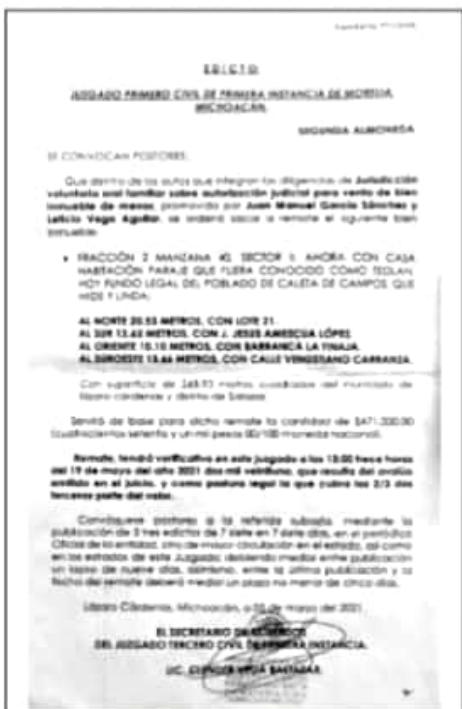 EDICTO
JUZGADO PRIMERO CIVIL DE PRIMERA INSTANCIA DE MORELIA,
MICHOACÁN.
SEGUNDA ALMONEDA
SE CONVOCAN POSTORES:
Que dentro de los autos que integran las diligencias de Jurisdicción
voluntaria oral familiar sobre autorización judicial para venta de bien
inmueble de menor, promovido por Juan Manuel García Sánchez y
Leticia Vega Aguilar, se ordenó sacar a remate el siguiente bien
inmueble:
• FRACCIÓN 2 MANZANA 40, SECTOR II, AHORA CON CASA
HABITACIÓN PARAJE QUE FUERA CONOCIDO COMO TEOLAN,
HOY FUNDO LEGAL DEL POBLADO DE CALETA DE CAMPOS, QUE
MIDE Y LINDA:
AL NORTE 20.53 METROS, CON LOTE 21.
AL SUR 13.62 METROS, CON J. JESÚS AMEZCUA LÓPEZ.
AL ORIENTE 10.10 METROS, CON BARRANCA LA TINAJA.
AL SUROESTE 15.66 METROS, CON CALLE VENUSTIANO CARRANZA.
Con superficie de metros cuadrados del municipio de
Lázaro cárdenas y distrito de Salazar.
Servirá de base para dicho remate la cantidad de $471,000.00
(cuatrocientos setenta y un mil pesos 00/100 moneda nacional).
Remate, tendrá verificativo en este juzgado a las 13:00 trece horas
del 19 de mayo del año 2021 dos mil veintiuno, que resulta del avalúo
emitido en el juicio, y como postura legal la que cubra las 2/3 dos
terceras parte del valor.
Convóquese postores a la referida subasta, mediante la
publicación de 3 tres edictos de 7 siete en 7 siete días, en el periódico
Oficial de la entidad, otro de mayor circulación en el estado, así como
en los estrados de este Juzgado; debiendo mediar entre publicación
un lapso de nueve días, asimismo, entre la última publicación y la
fecha del remate deberá mediar un plazo no menor de cinco días.
Lázaro Cárdenas, Michoacán, a de marzo del 2021.
EL SECRETARIO DE ACUERDOS
DEL JUZGADO TERCERO CIVIL DE PRIMERA INSTANCIA.
LIC. VEGA BALTAZAR.